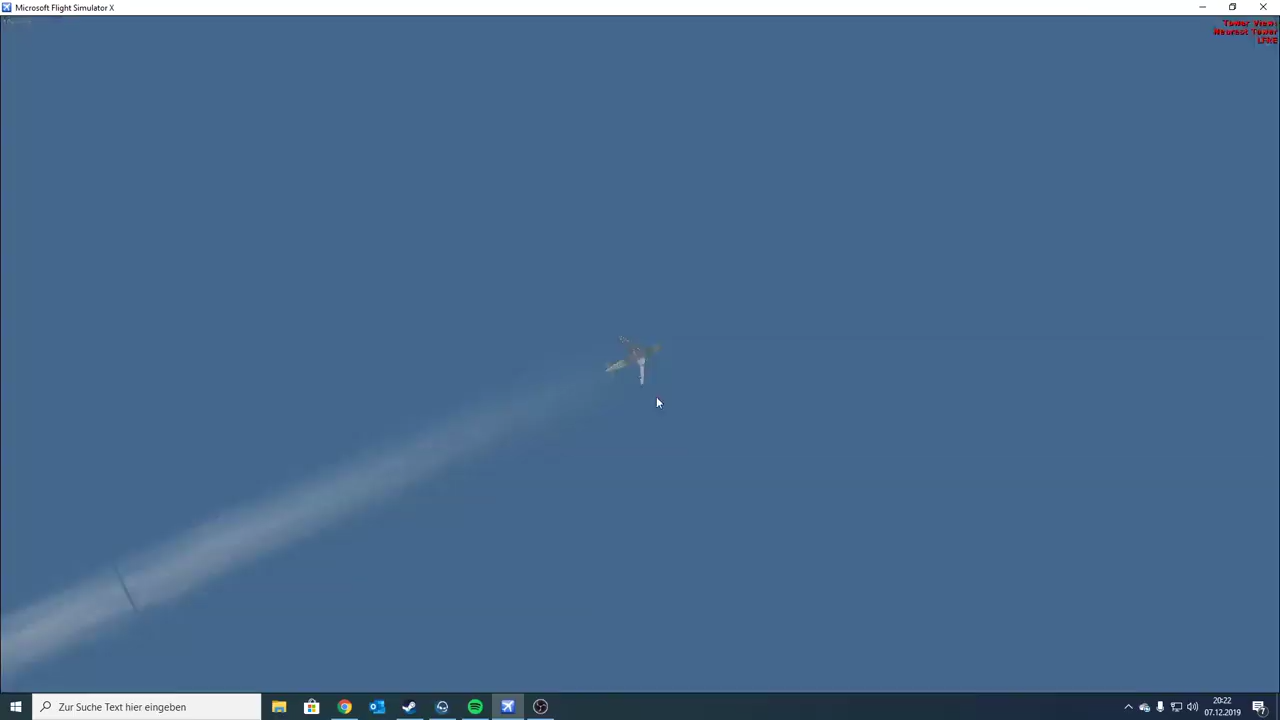 Microsoft Flight Simulator X
Tower View:
Nearest Tower
Zur Suche Text hier eingeben
20:22
07.12.2019